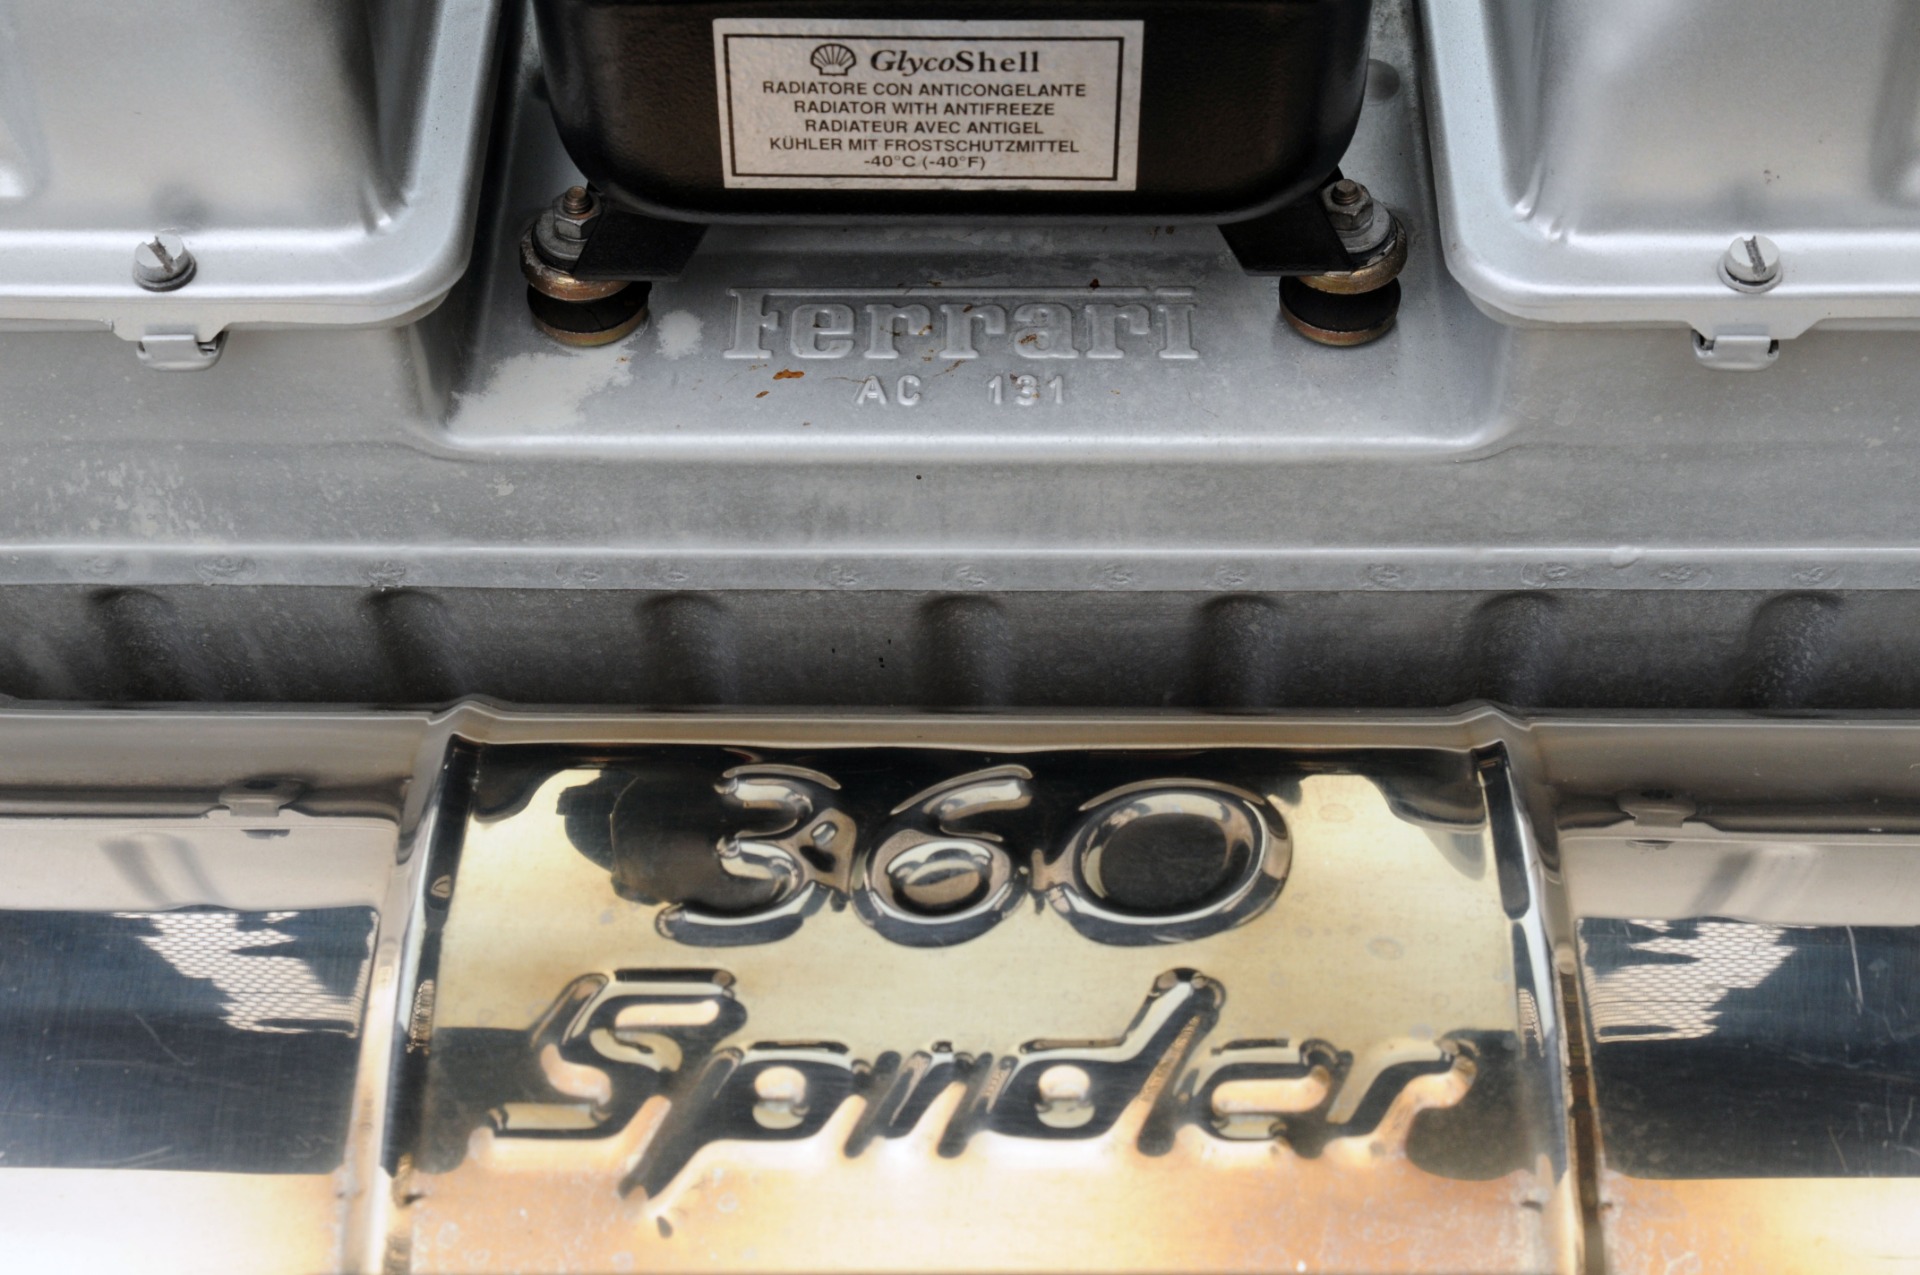 GlycoShell
RADIATORE CON ANTICONGELANTE
RADIATOR WITH ANTIFREEZE
RADIATEUR AVEC ANTIGEL
KÜHLER MIT FROSTSCHUTZMITTEL
-40°C (-40°F)
Ferrari
AC 131
360
Spider